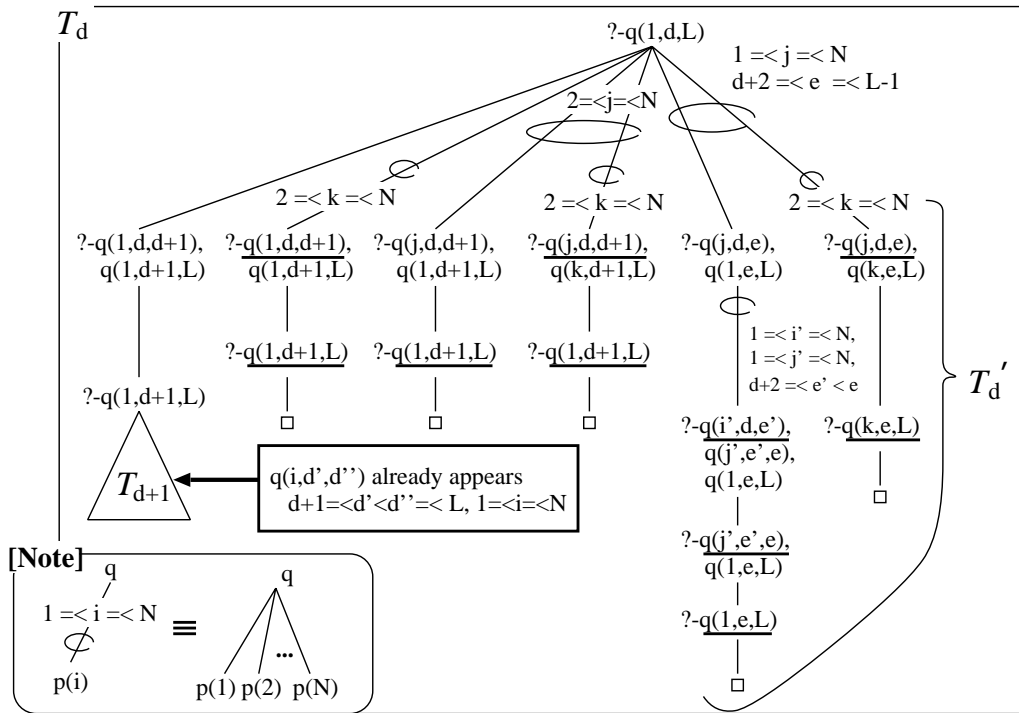 T_d
?-q(1,d,L)
1 =< j =< N
d+2 =< e =< L-1
2=<j=<N
2 =< k =< N
2 =< k =< N
2 =< k =< N
?-q(1,d,d+1),
q(1,d+1,L)
?-q(1,d,d+1),
q(1,d+1,L)
?-q(j,d,d+1),
q(1,d+1,L)
?-q(j,d,d+1),
q(k,d+1,L)
?-q(j,d,e),
q(1,e,L)
?-q(j,d,e),
q(k,e,L)
1 =< i' =< N,
1 =< j' =< N,
d+2 =< e' < e
?-q(1,d+1,L)
?-q(1,d+1,L)
?-q(1,d+1,L)
T_d'
?-q(1,d+1,L)
?-q(i',d,e'),
q(j',e',e),
q(1,e,L)
?-q(k,e,L)
T_{d+1}
q(i,d',d'') already appears
d+1=<d'<d''=< L, 1=<i=<N
?-q(j',e',e),
q(1,e,L)
?-q(1,e,L)
[Note]
q
1 =< i =< N
p(i)
≡
q
...
p(1) p(2) p(N)